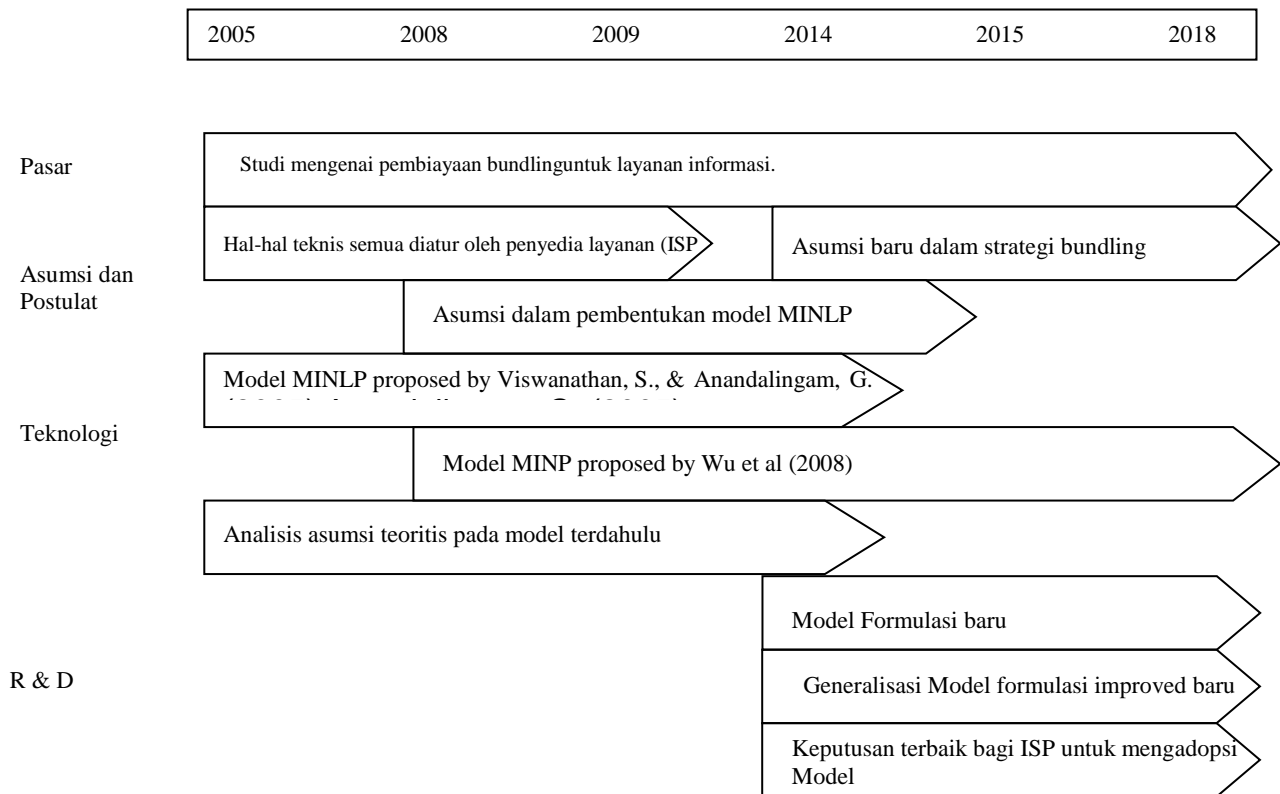 2005 2008 2009 2014 2015 2018
Pasar
Studi mengenai pembiayaan bundlinguntuk layanan informasi.
Asumsi dan
Postulat
Hal-hal teknis semua diatur oleh penyedia layanan (ISP
Asumsi baru dalam strategi bundling
Asumsi dalam pembentukan model MINLP
Teknologi
Model MINLP proposed by Viswanathan, S., & Anandalingam, G.
Model MINP proposed by Wu et al (2008)
Analisis asumsi teoritis pada model terdahulu
R & D
Model Formulasi baru
Generalisasi Model formulasi improved baru
Keputusan terbaik bagi ISP untuk mengadopsi
Model